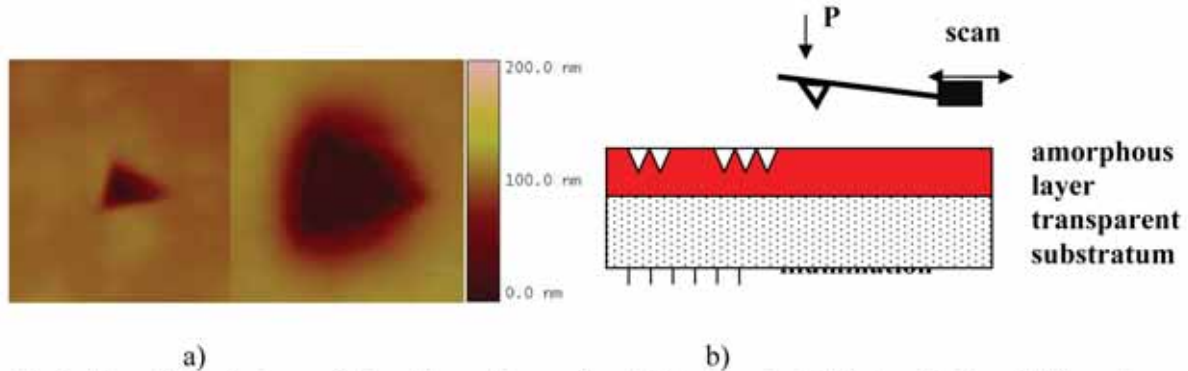 200.0 nm
100.0 nm
0.0 nm
P
scan
amorphous
layer
transparent
substratum
a)
b)